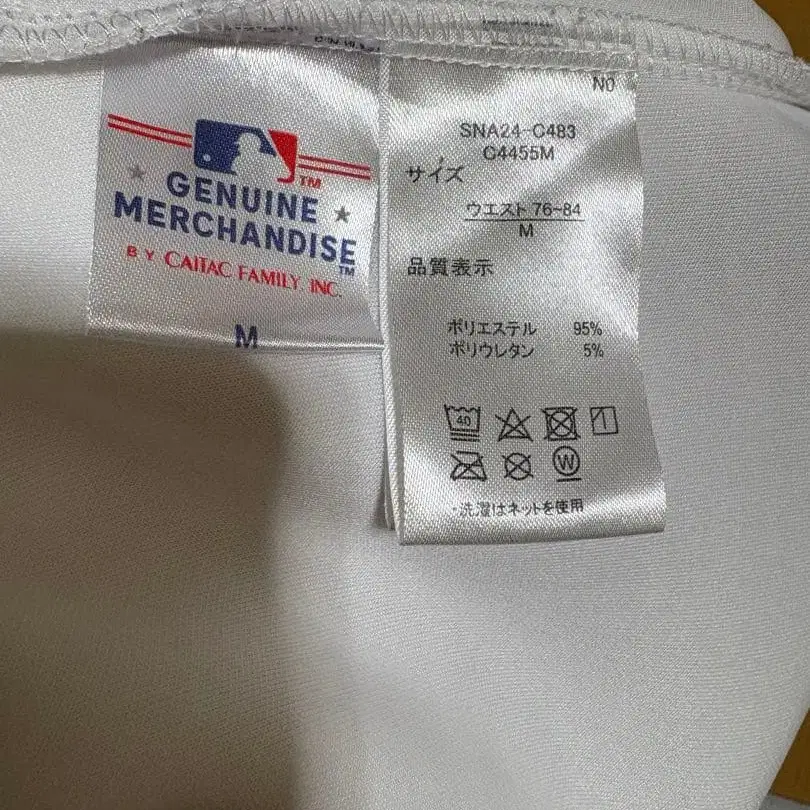 GENUINE
MERCHANDISE™
BY CAITAC FAMILY INC.
M
NO
SNA24-C483
C4455M
サイズ
ウエスト 76-84
M
品質表示
ポリエステル 95%
ポリウレタン 5%
40
W
・洗濯はネットを使用